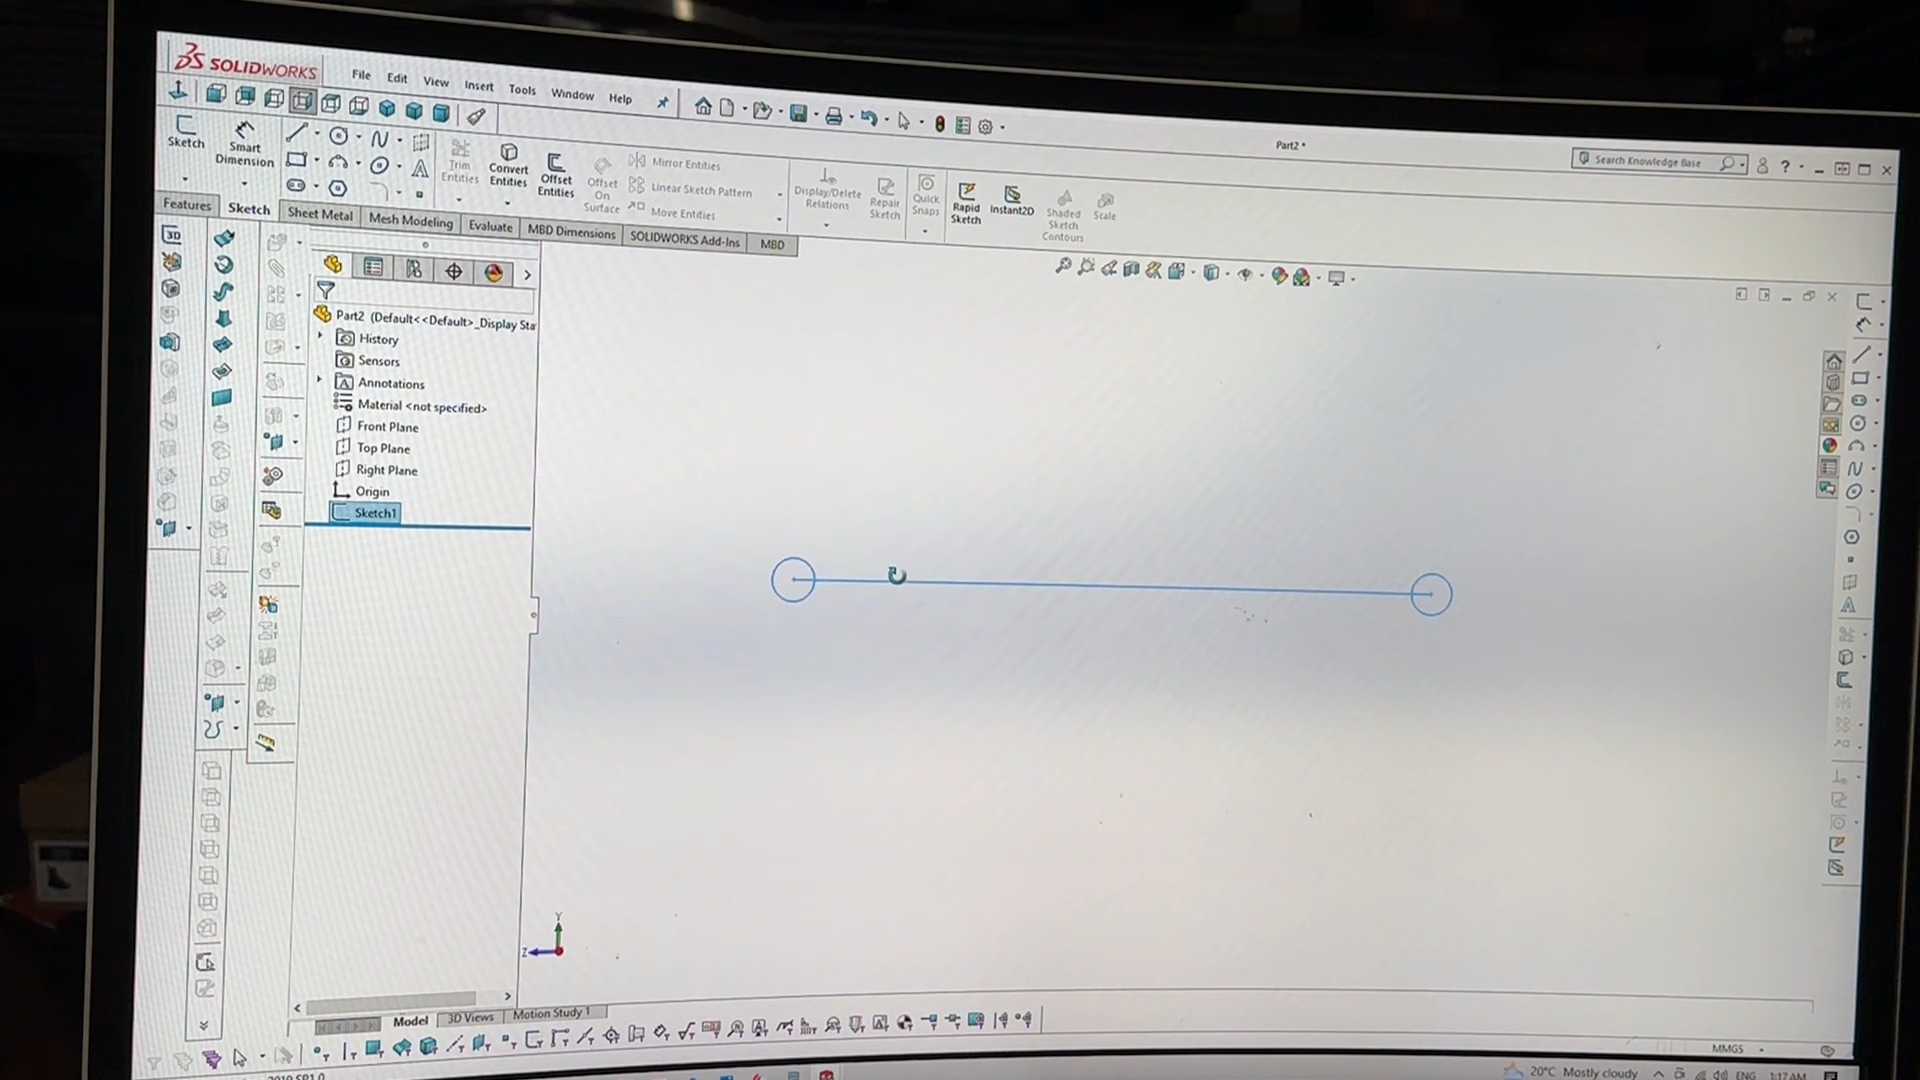 SOLIDWORKS File Edit View Insert Tools Window Help
Part2 *
Search Knowledge Base
?
Sketch
Smart Dimension
Trim Entities
Convert Entities
Offset Entities
Offset On Surface
Mirror Entities
Linear Sketch Pattern
Move Entities
Display/Delete Relations
Repair Sketch
Quick Snaps
Rapid Sketch
Instant2D
Shaded Sketch Contours
Scale
Features Sketch Sheet Metal Mesh Modeling Evaluate MBD Dimensions SOLIDWORKS Add-Ins MBD
3D
Part2 (Default<<Default>_Display Sta
History
Sensors
Annotations
Material <not specified>
Front Plane
Top Plane
Right Plane
Origin
Sketch1
Y
Z
Model 3D Views Motion Study 1
MMGS
20°C Mostly cloudy ENG 1:17 AM